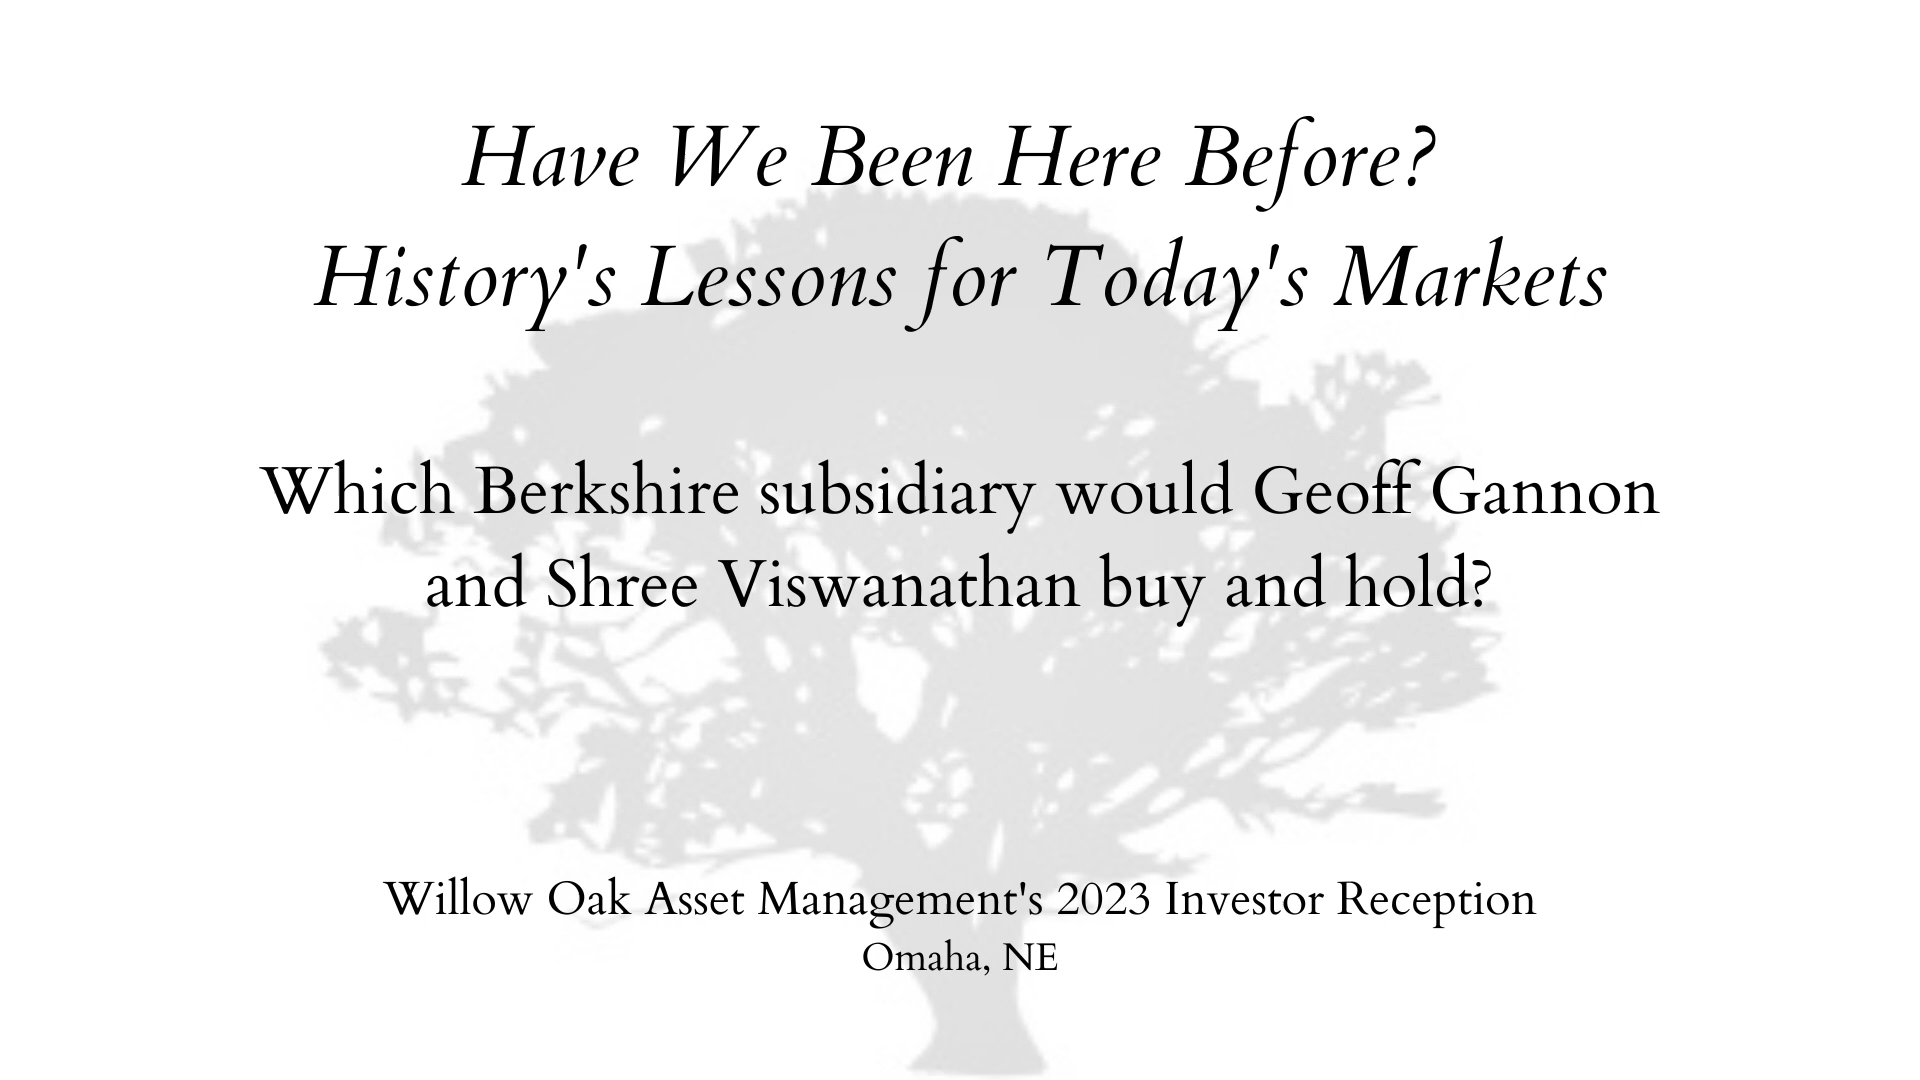 Have We Been Here Before?
History's Lessons for Today's Markets
Which Berkshire subsidiary would Geoff Gannon
and Shree Viswanathan buy and hold?
Willow Oak Asset Management's 2023 Investor Reception
Omaha, NE